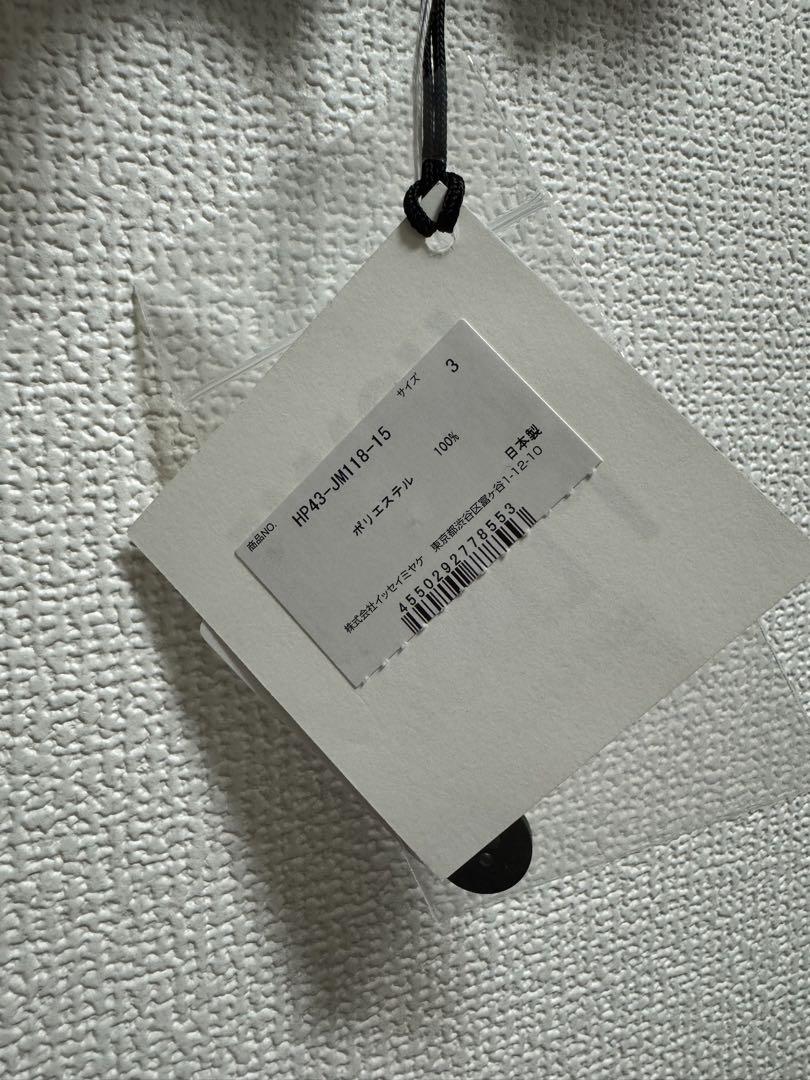 商品NO. サイズ
HP43-JM118-15 3
ポリエステル 100%
日本製
株式会社イッセイミヤケ 東京都渋谷区富ヶ谷1-12-10
4550292778553